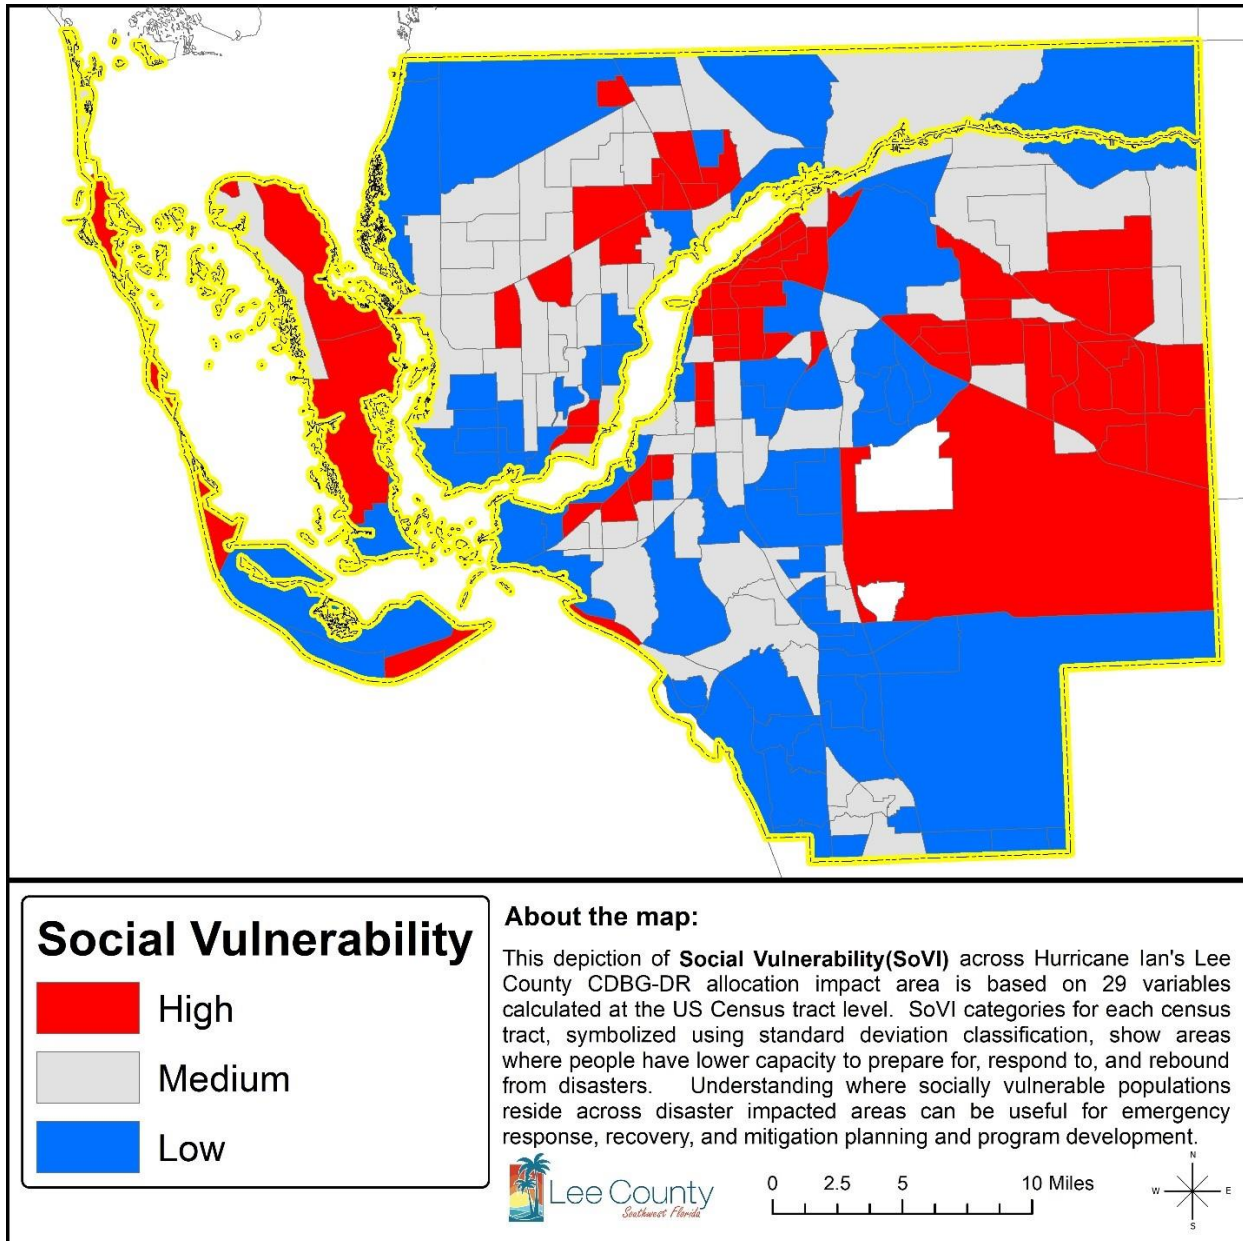 Social Vulnerability
High
Medium
Low
About the map:
This depiction of Social Vulnerability(SoVI) across Hurricane Ian's Lee
County CDBG-DR allocation impact area is based on 29 variables
calculated at the US Census tract level. SoVI categories for each census
tract, symbolized using standard deviation classification, show areas
where people have lower capacity to prepare for, respond to, and rebound
from disasters. Understanding where socially vulnerable populations
reside across disaster impacted areas can be useful for emergency
response, recovery, and mitigation planning and program development.
Lee County
Southwest Florida
0 2.5 5 10 Miles
N
W E
S